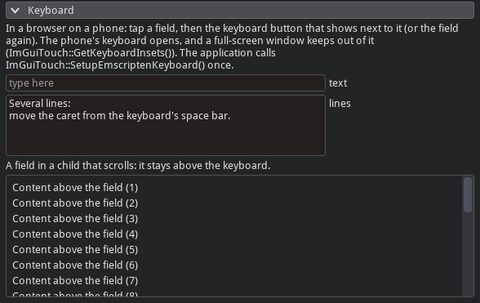 Keyboard
In a browser on a phone: tap a field, then the keyboard button that shows next to it (or the field
again). The phone's keyboard opens, and a full-screen window keeps out of it
(ImGuiTouch::GetKeyboardInsets()). The application calls
ImGuiTouch::SetupEmscriptenKeyboard() once.
type here text
Several lines: lines
move the caret from the keyboard's space bar.
A field in a child that scrolls: it stays above the keyboard.
Content above the field (1)
Content above the field (2)
Content above the field (3)
Content above the field (4)
Content above the field (5)
Content above the field (6)
Content above the field (7)
Content above the field (8)